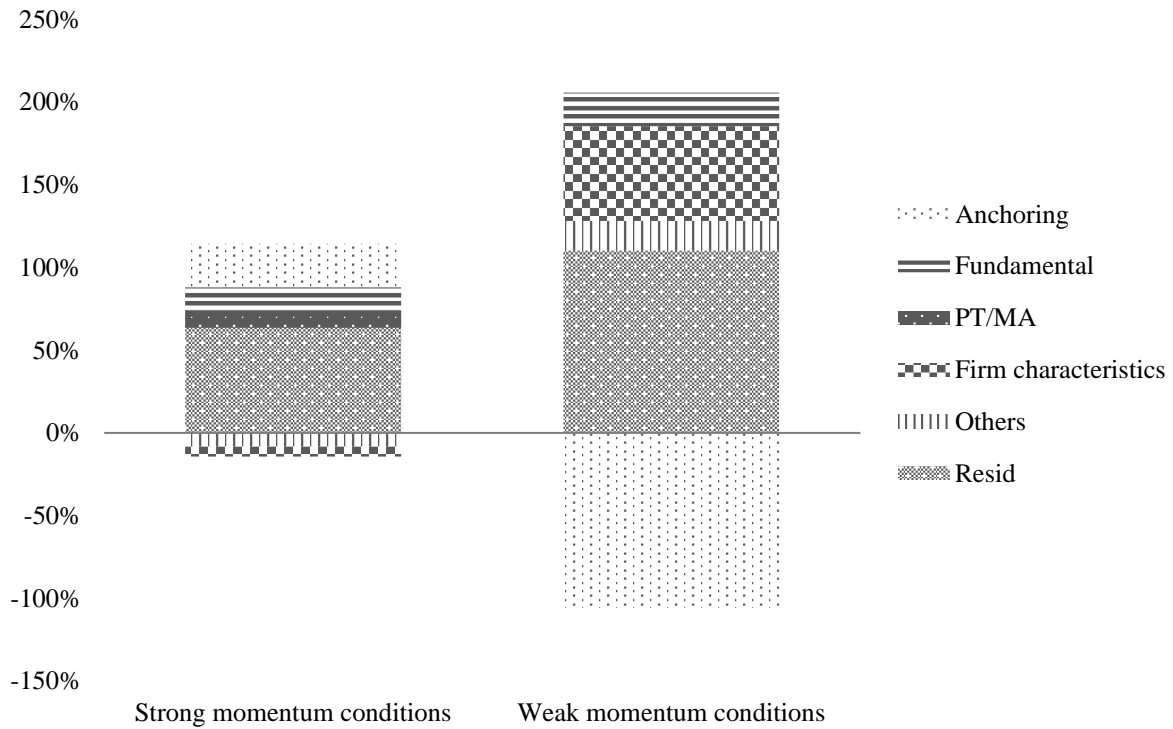 250%
200%
150%
100%
50%
0%
-50%
-100%
-150%
Strong momentum conditions
Weak momentum conditions
Anchoring
Fundamental
PT/MA
Firm characteristics
Others
Resid